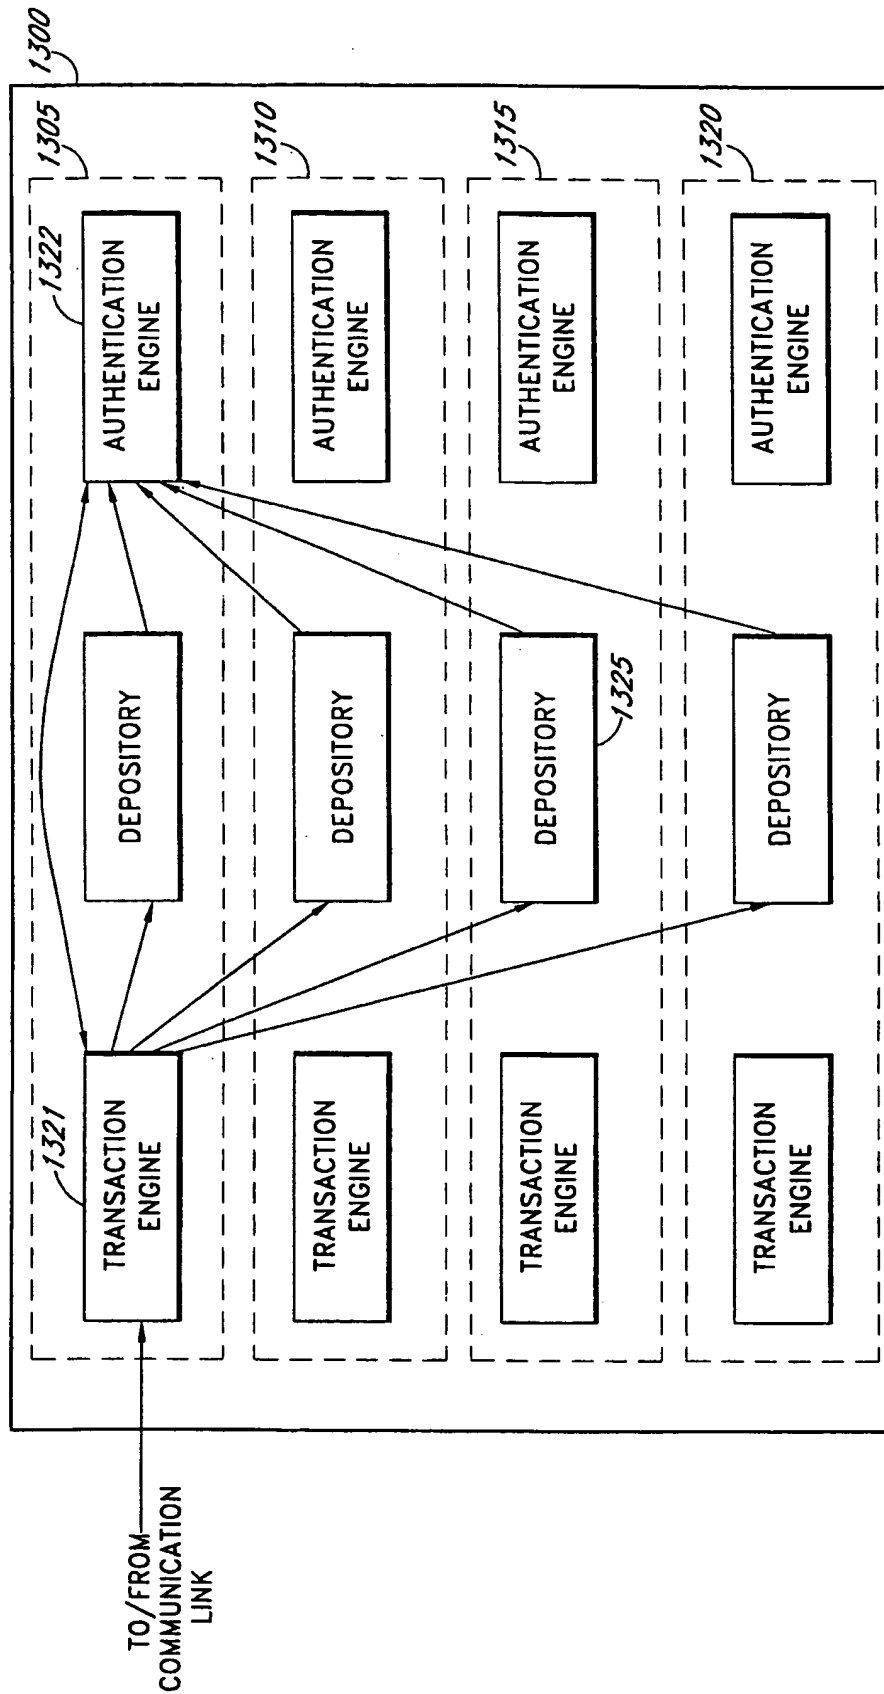 1300
1305
1321
1322
TO/FROM
COMMUNICATION
LINK
TRANSACTION
ENGINE
DEPOSITORY
AUTHENTICATION
ENGINE
1310
TRANSACTION
ENGINE
DEPOSITORY
AUTHENTICATION
ENGINE
1315
TRANSACTION
ENGINE
DEPOSITORY
1325
AUTHENTICATION
ENGINE
1320
TRANSACTION
ENGINE
DEPOSITORY
AUTHENTICATION
ENGINE